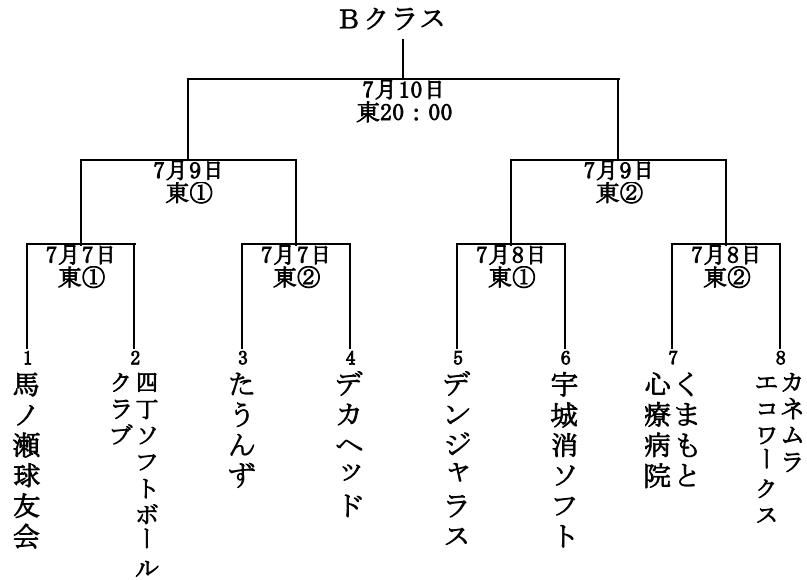 Ｂクラス
7月10日
東20：00
7月9日
東①
7月9日
東②
7月7日
東①
7月7日
東②
7月8日
東①
7月8日
東②
1
馬ノ瀬球友会
2
四丁ソフトボール
クラブ
3
たうんず
4
デカヘッド
5
デンジャラス
6
宇城消ソフト
7
くまもと
心療病院
8
カネムラ
エコワークス